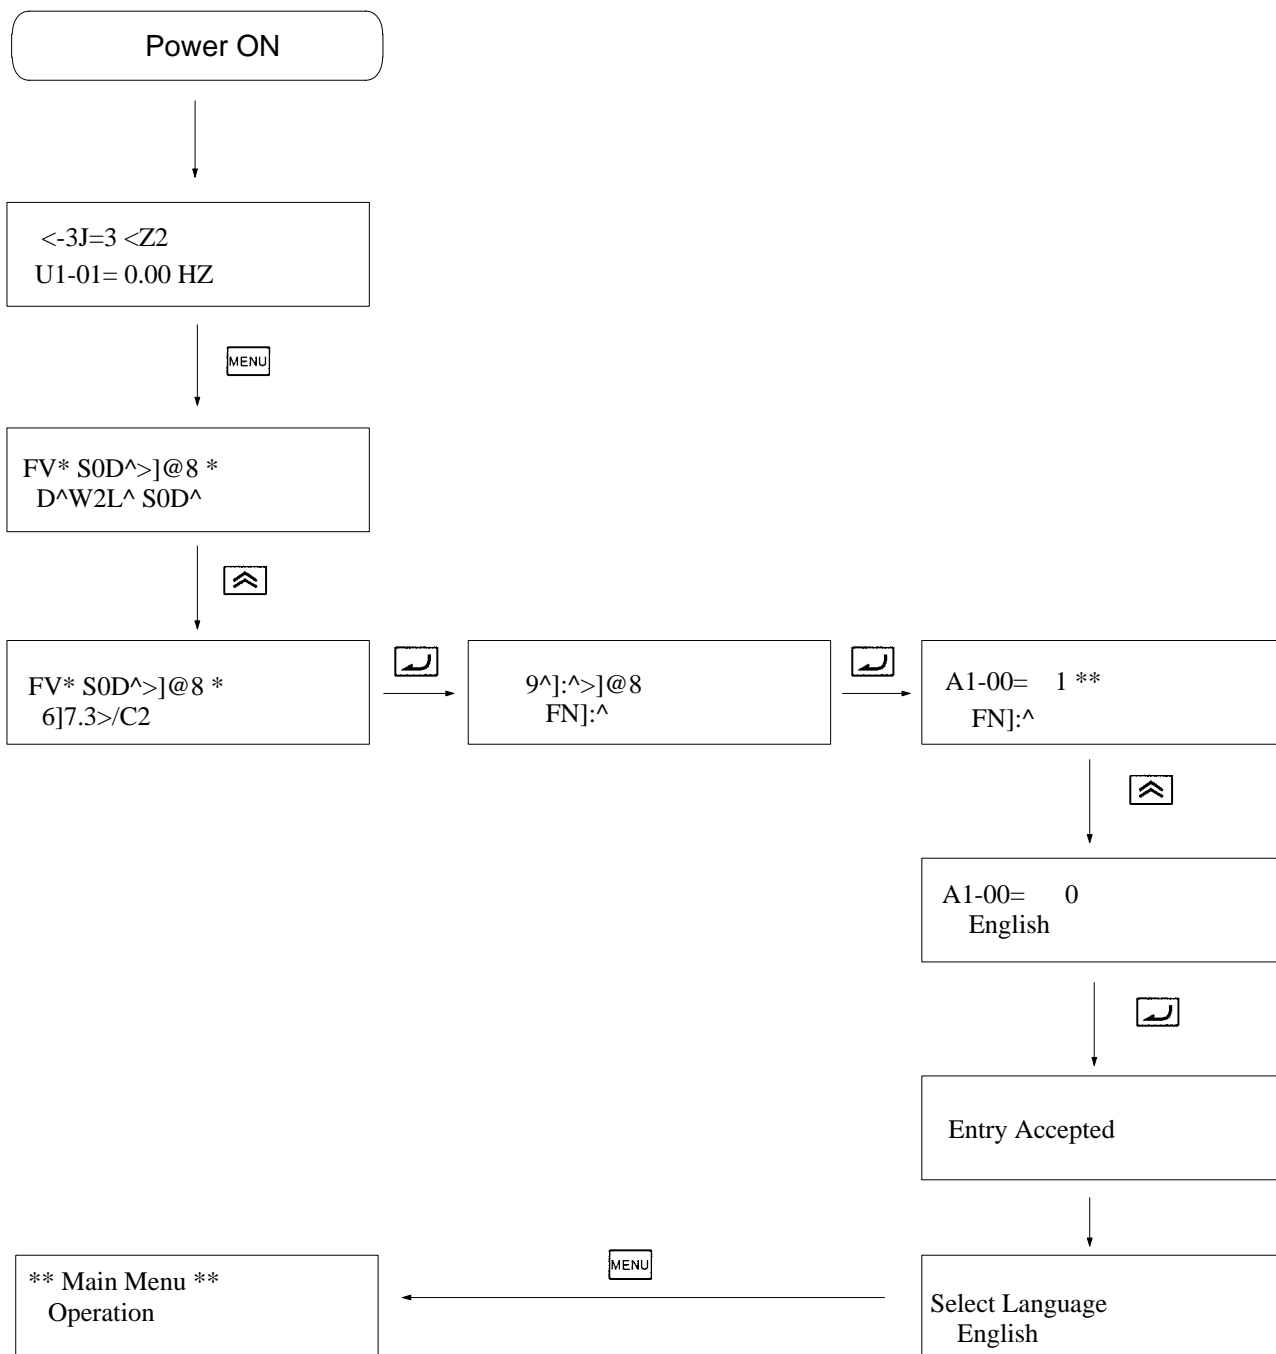 Power ON
<-3J=3 <Z2
U1-01= 0.00 HZ
MENU
FV* S0D^>]@8 *
D^W2L^ S0D^
FV* S0D^>]@8 *
6]7.3>/C2
9^]:^>]@8
FN]:^
A1-00= 1 **
FN]:^
A1-00= 0
English
Entry Accepted
Select Language
English
MENU
** Main Menu **
Operation